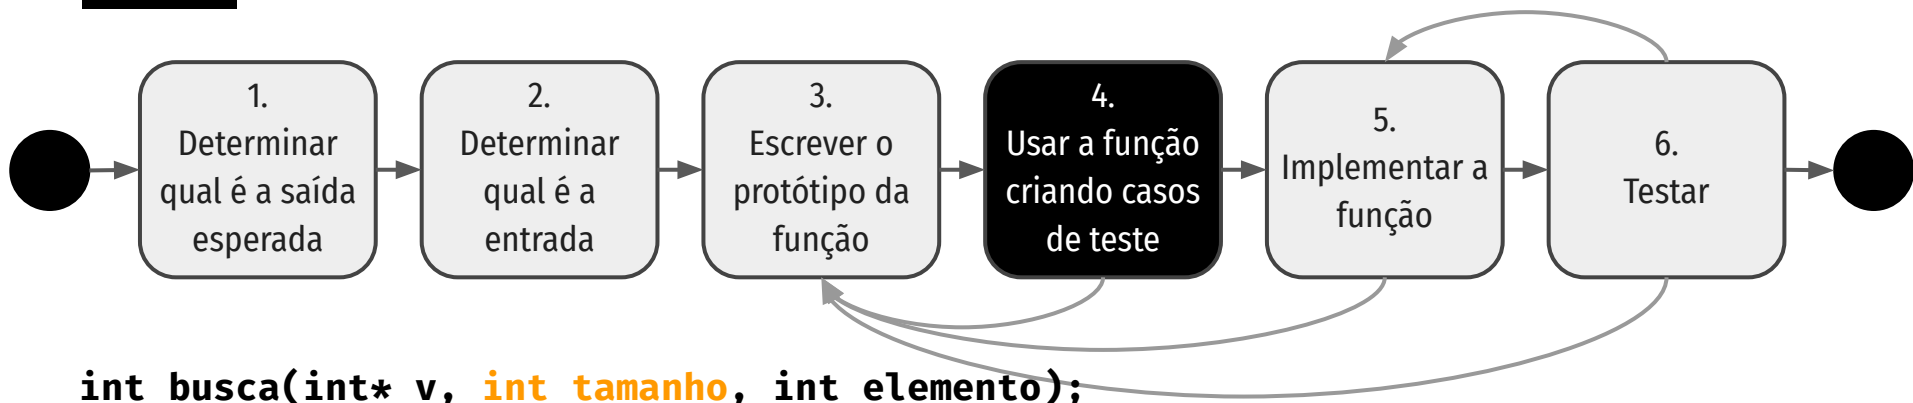 1.
Determinar
qual é a saída
esperada
2.
Determinar
qual é a
entrada
3.
Escrever o
protótipo da
função
4.
Usar a função
criando casos
de teste
5.
Implementar a
função
6.
Testar
int busca(int* v, int tamanho, int elemento);